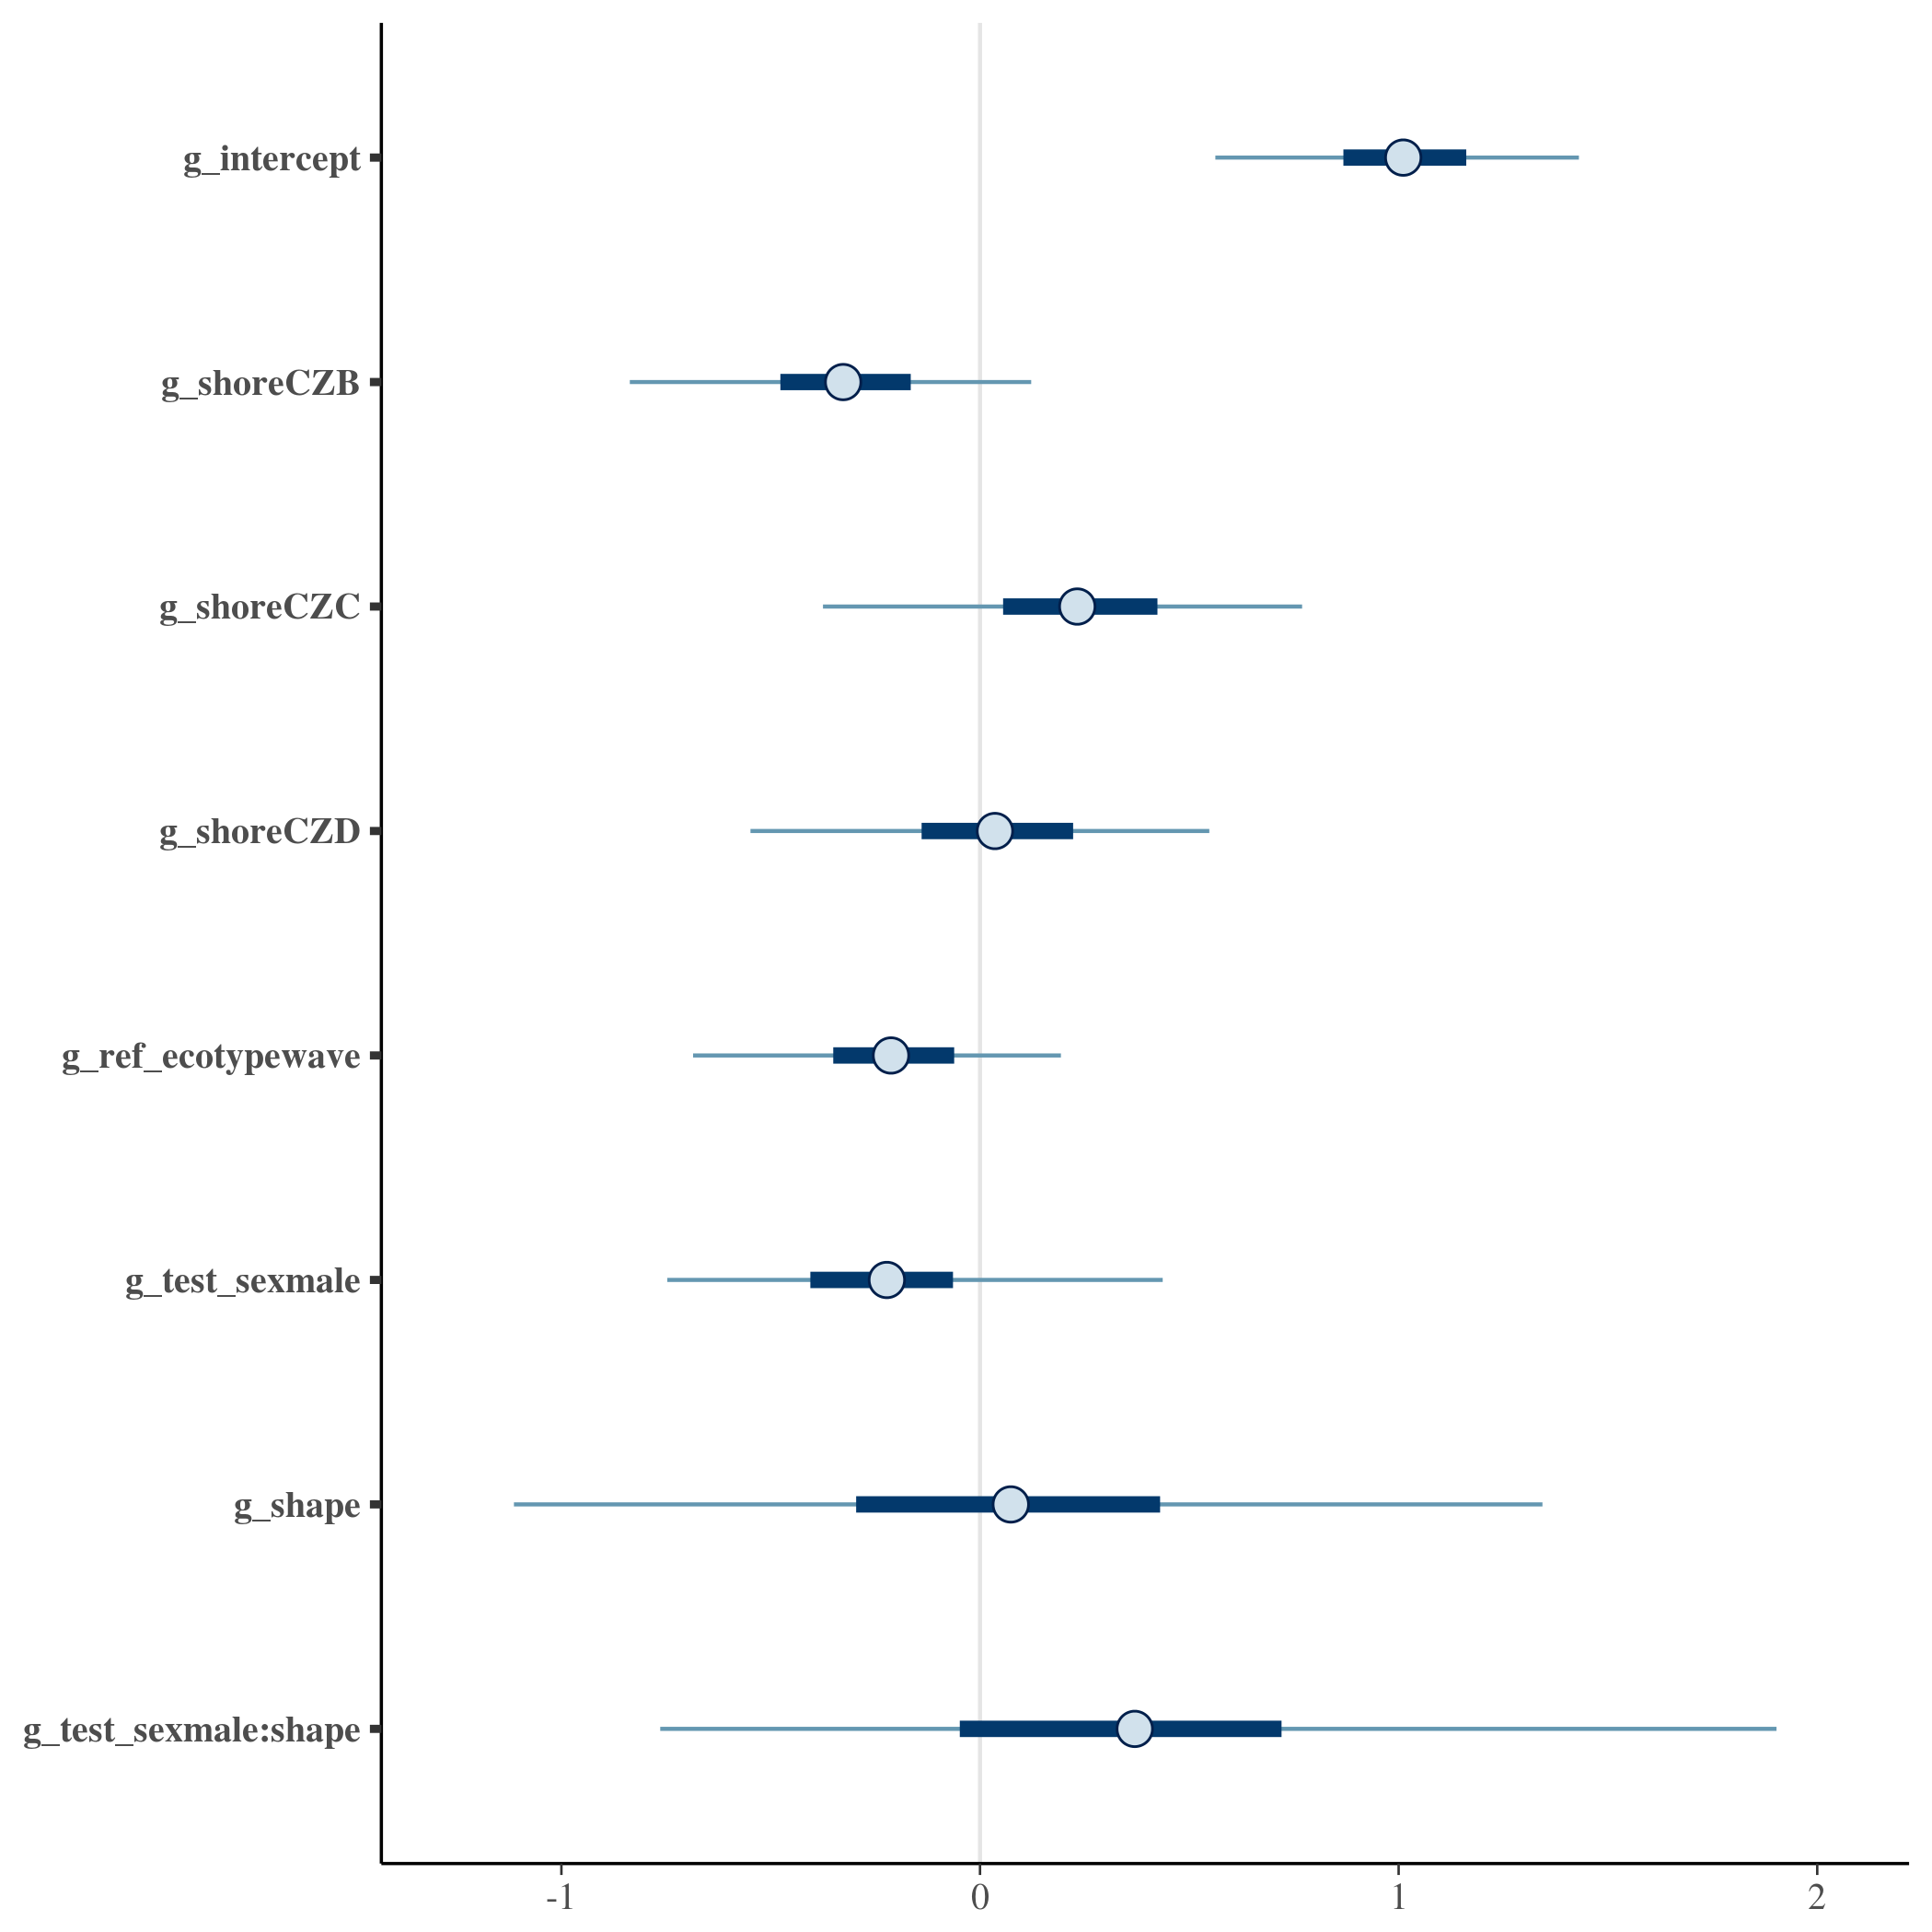 g_intercept
g_shoreCZB
g_shoreCZC
g_shoreCZD
g_ref_ecotypewave
g_test_sexmale
g_shape
g_test_sexmale:shape
-1 0 1 2